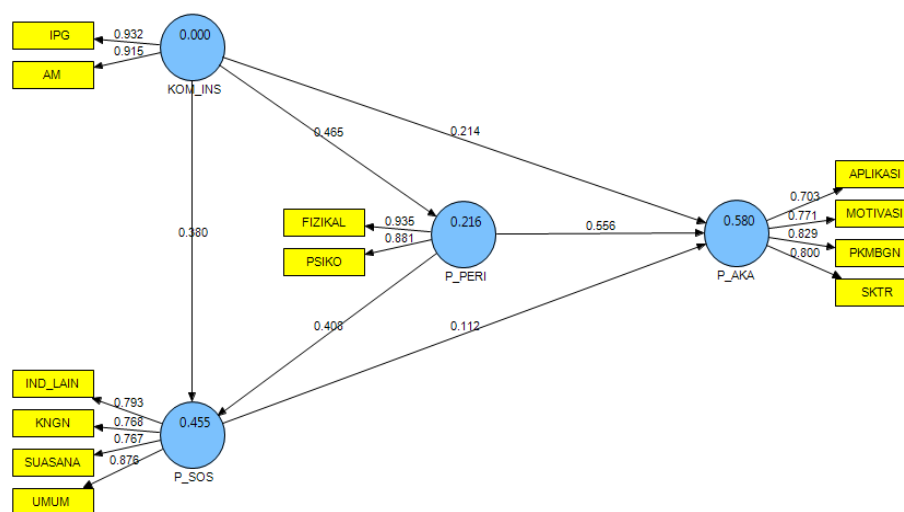 IPG
0.932
0.000
AM
0.915
KOM_INS
0.465
0.214
0.380
FIZIKAL
0.935
0.216
PSIKO
0.881
P_PERI
0.556
0.580
P_AKA
APLIKASI
0.703
MOTIVASI
0.771
0.829
PKMBGN
0.800
SKTR
0.408
0.112
IND_LAIN
0.793
KNGN
0.768
0.455
SUASANA
0.767
0.876
P_SOS
UMUM